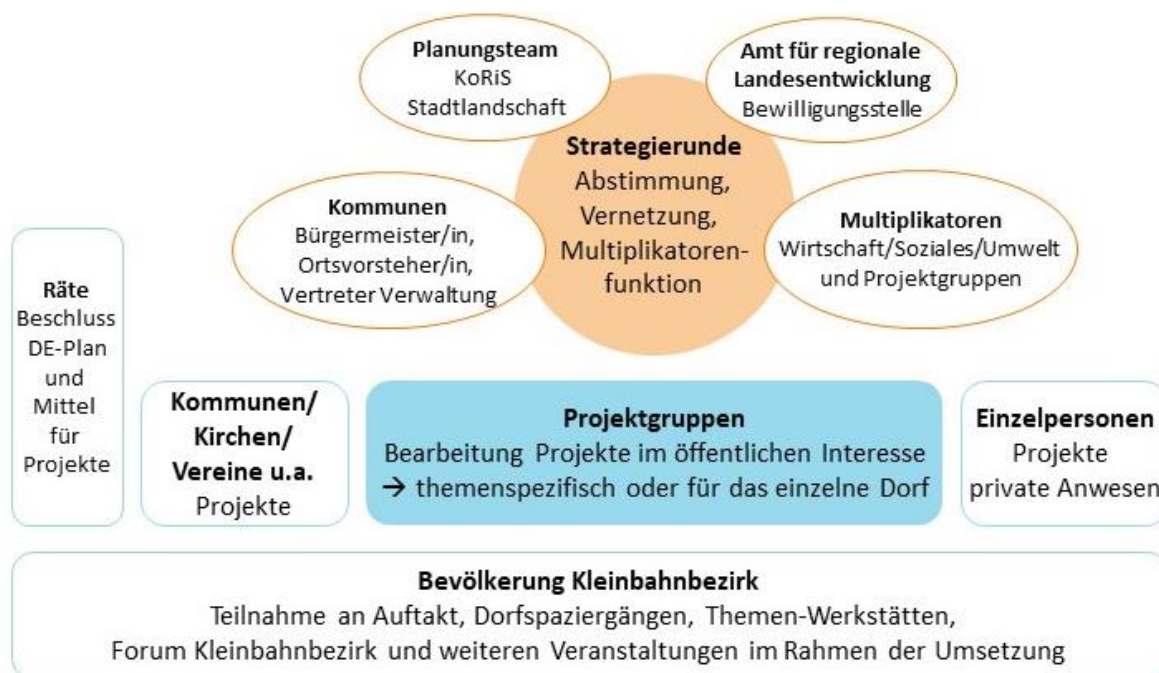 Planungsteam
KoRiS
Stadtlandschaft
Amt für regionale
Landesentwicklung
Bewilligungsstelle
Strategierunde
Abstimmung,
Vernetzung,
Multiplikatoren-
funktion
Kommunen
Bürgermeister/in,
Ortsvorsteher/in,
Vertreter Verwaltung
Multiplikatoren
Wirtschaft/Soziales/Umwelt
und Projektgruppen
Räte
Beschluss
DE-Plan
und
Mittel
für
Projekte
Kommunen/
Kirchen/
Vereine u.a.
Projekte
Projektgruppen
Bearbeitung Projekte im öffentlichen Interesse
→ themenspezifisch oder für das einzelne Dorf
Einzelpersonen
Projekte
private Anwesen
Bevölkerung Kleinbahnbezirk
Teilnahme an Auftakt, Dorfspaziergängen, Themen-Werkstätten,
Forum Kleinbahnbezirk und weiteren Veranstaltungen im Rahmen der Umsetzung